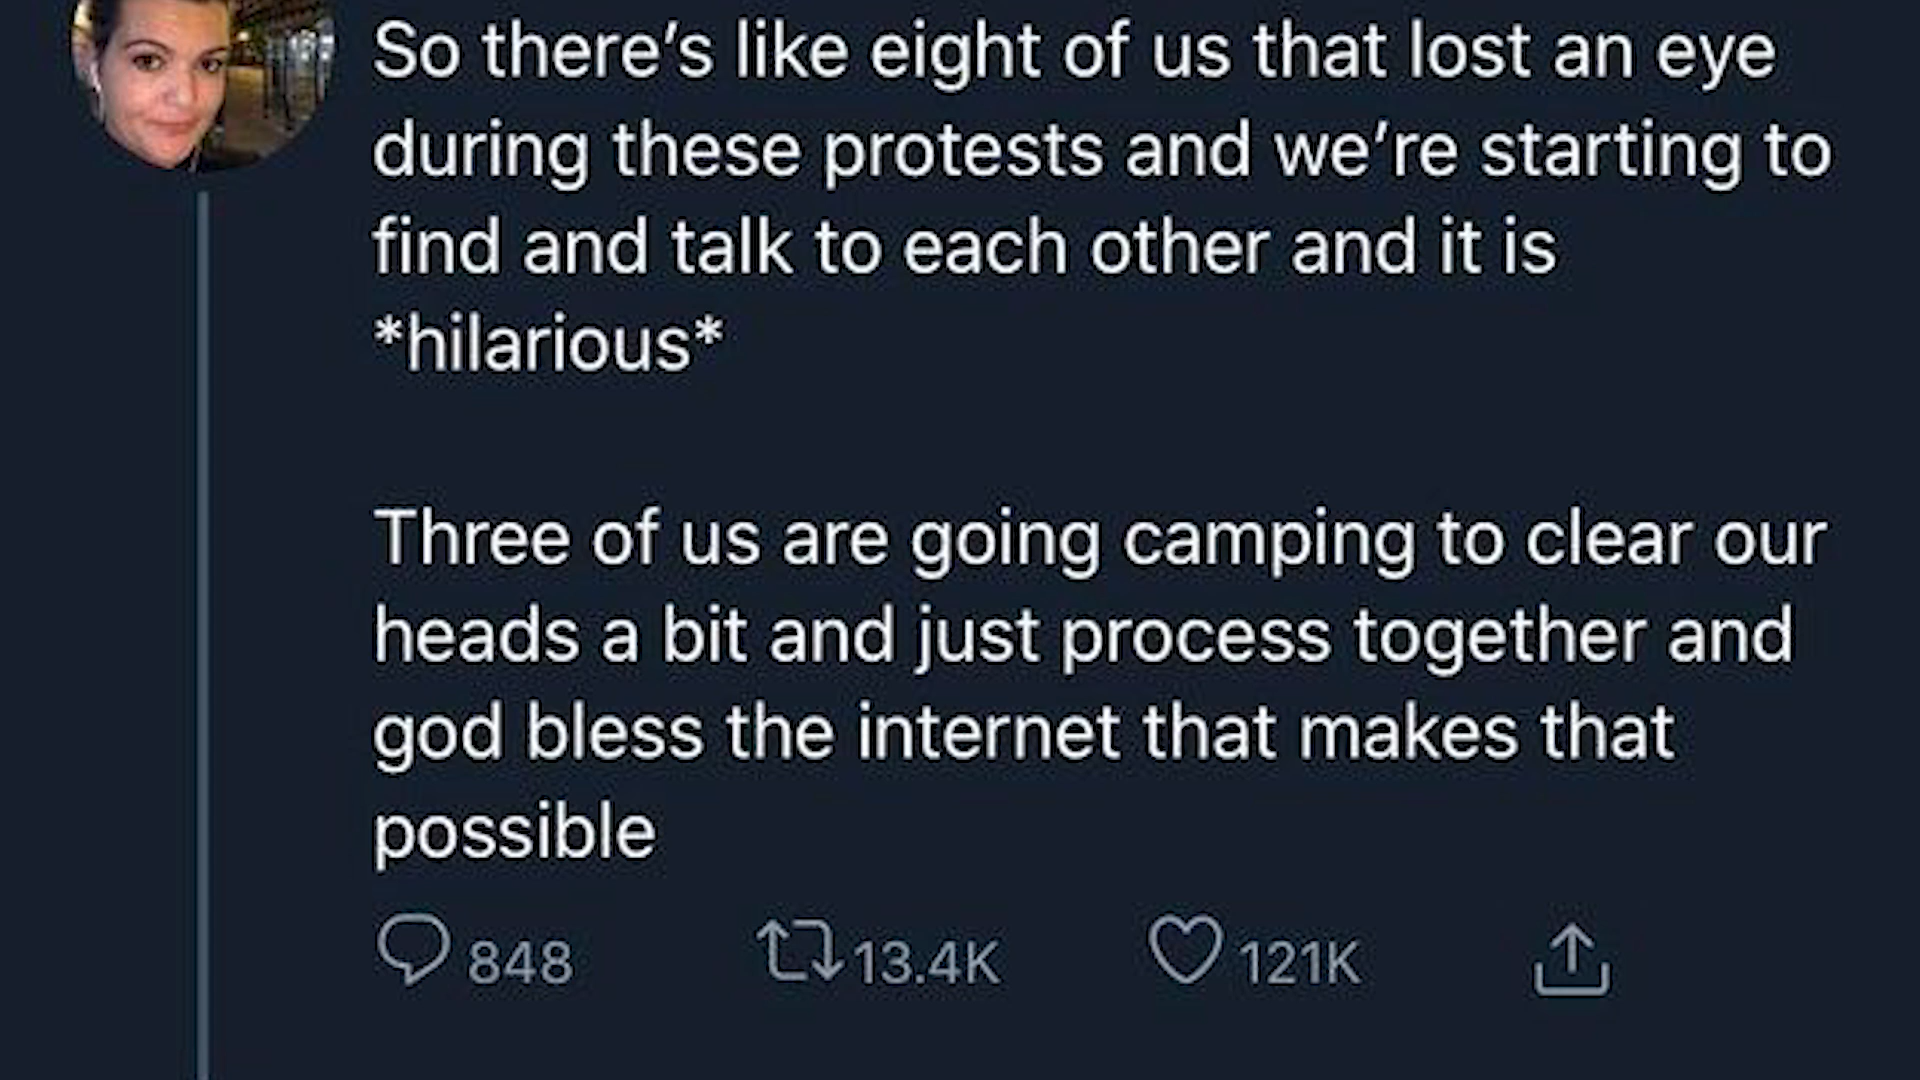 So there’s like eight of us that lost an eye
during these protests and we’re starting to
find and talk to each other and it is
*hilarious*
Three of us are going camping to clear our
heads a bit and just process together and
god bless the internet that makes that
possible
848 13.4K 121K